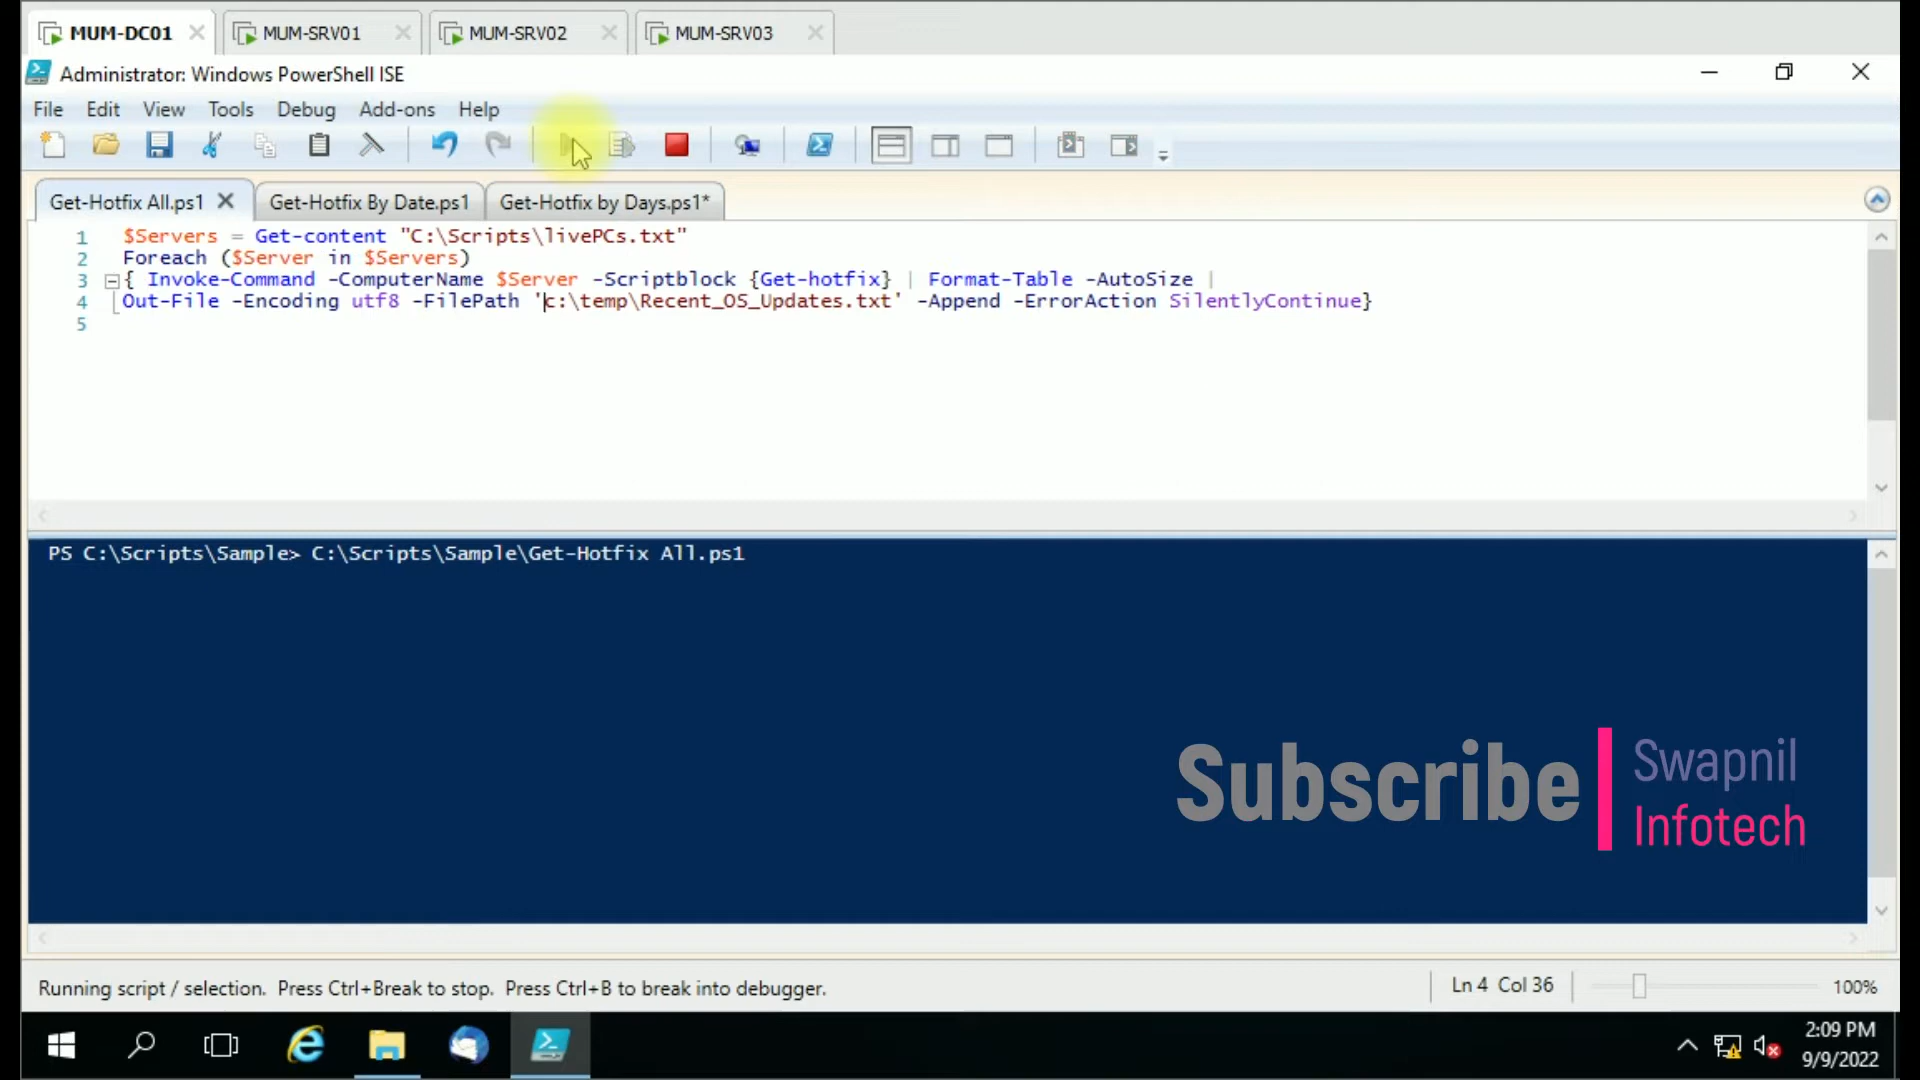 MUM-DC01
MUM-SRV01
MUM-SRV02
MUM-SRV03
Administrator: Windows PowerShell ISE
File Edit View Tools Debug Add-ons Help
Get-Hotfix All.ps1
Get-Hotfix By Date.ps1
Get-Hotfix by Days.ps1*
1 $Servers = Get-content "C:\Scripts\livePCs.txt"
2 Foreach ($Server in $Servers)
3 { Invoke-Command -ComputerName $Server -Scriptblock {Get-hotfix} | Format-Table -AutoSize |
4 Out-File -Encoding utf8 -FilePath 'c:\temp\Recent_OS_Updates.txt' -Append -ErrorAction SilentlyContinue}
5
PS C:\Scripts\Sample> C:\Scripts\Sample\Get-Hotfix All.ps1
Subscribe
Swapnil
Infotech
Running script / selection. Press Ctrl+Break to stop. Press Ctrl+B to break into debugger.
Ln 4 Col 36
100%
2:09 PM
9/9/2022